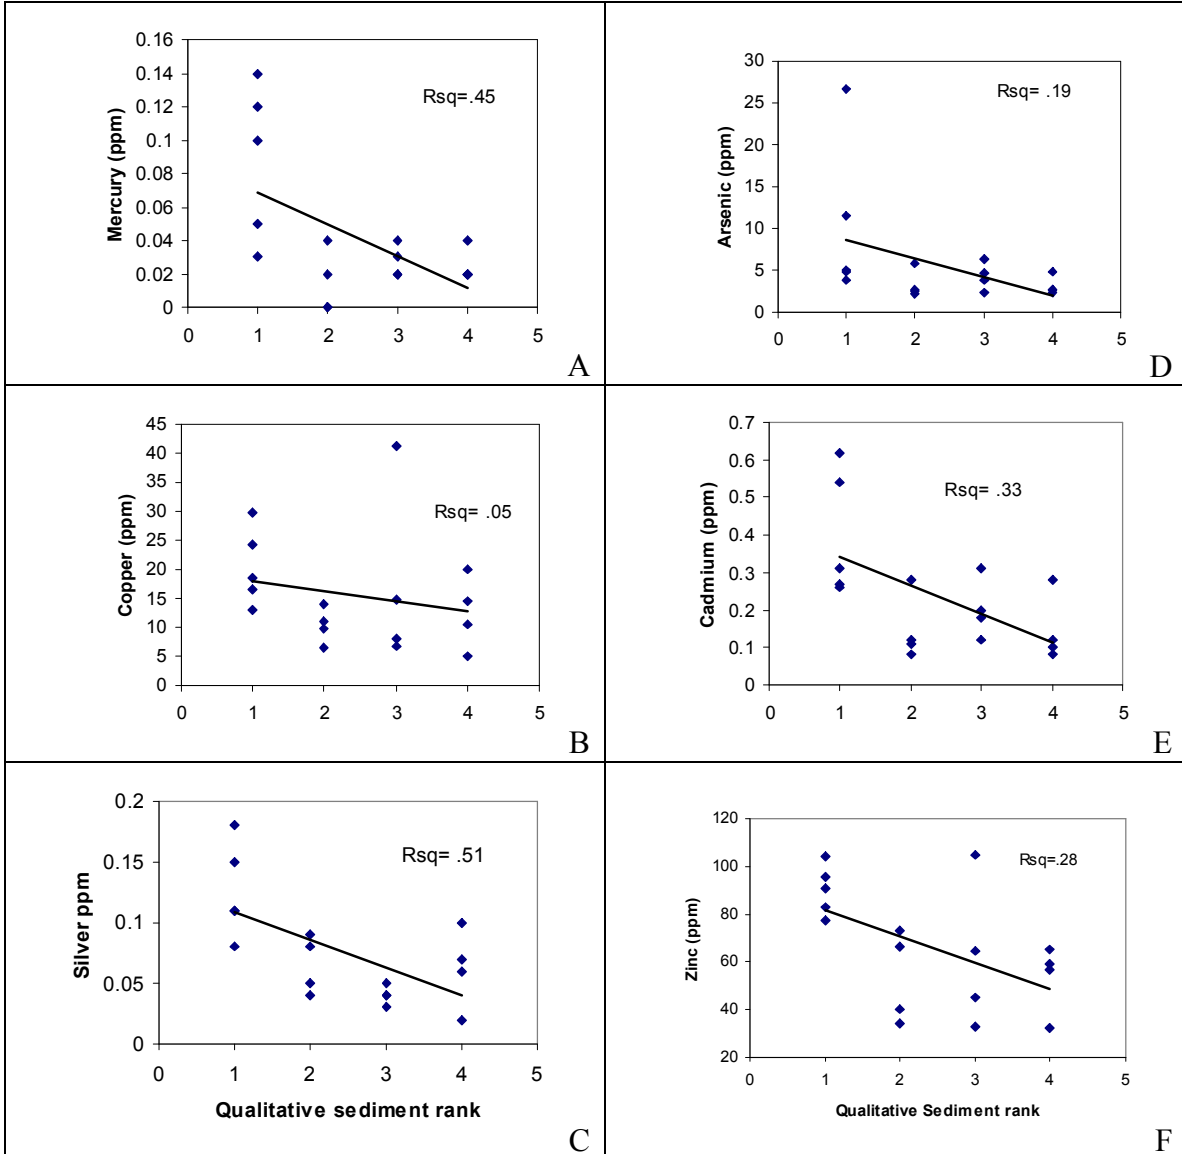 0.16
0.14
0.12
0.1
0.08
0.06
0.04
0.02
0
Mercury (ppm)
Rsq=.45
0 1 2 3 4 5
A
30
25
20
15
10
5
0
Arsenic (ppm)
Rsq= .19
0 1 2 3 4 5
D
45
40
35
30
25
20
15
10
5
0
Copper (ppm)
Rsq= .05
0 1 2 3 4 5
B
0.7
0.6
0.5
0.4
0.3
0.2
0.1
0
Cadmium (ppm)
Rsq= .33
0 1 2 3 4 5
E
0.2
0.15
0.1
0.05
0
Silver ppm
Rsq= .51
0 1 2 3 4 5
Qualitative sediment rank
C
120
100
80
60
40
20
Zinc (ppm)
Rsq=.28
0 1 2 3 4 5
Qualitative Sediment rank
F